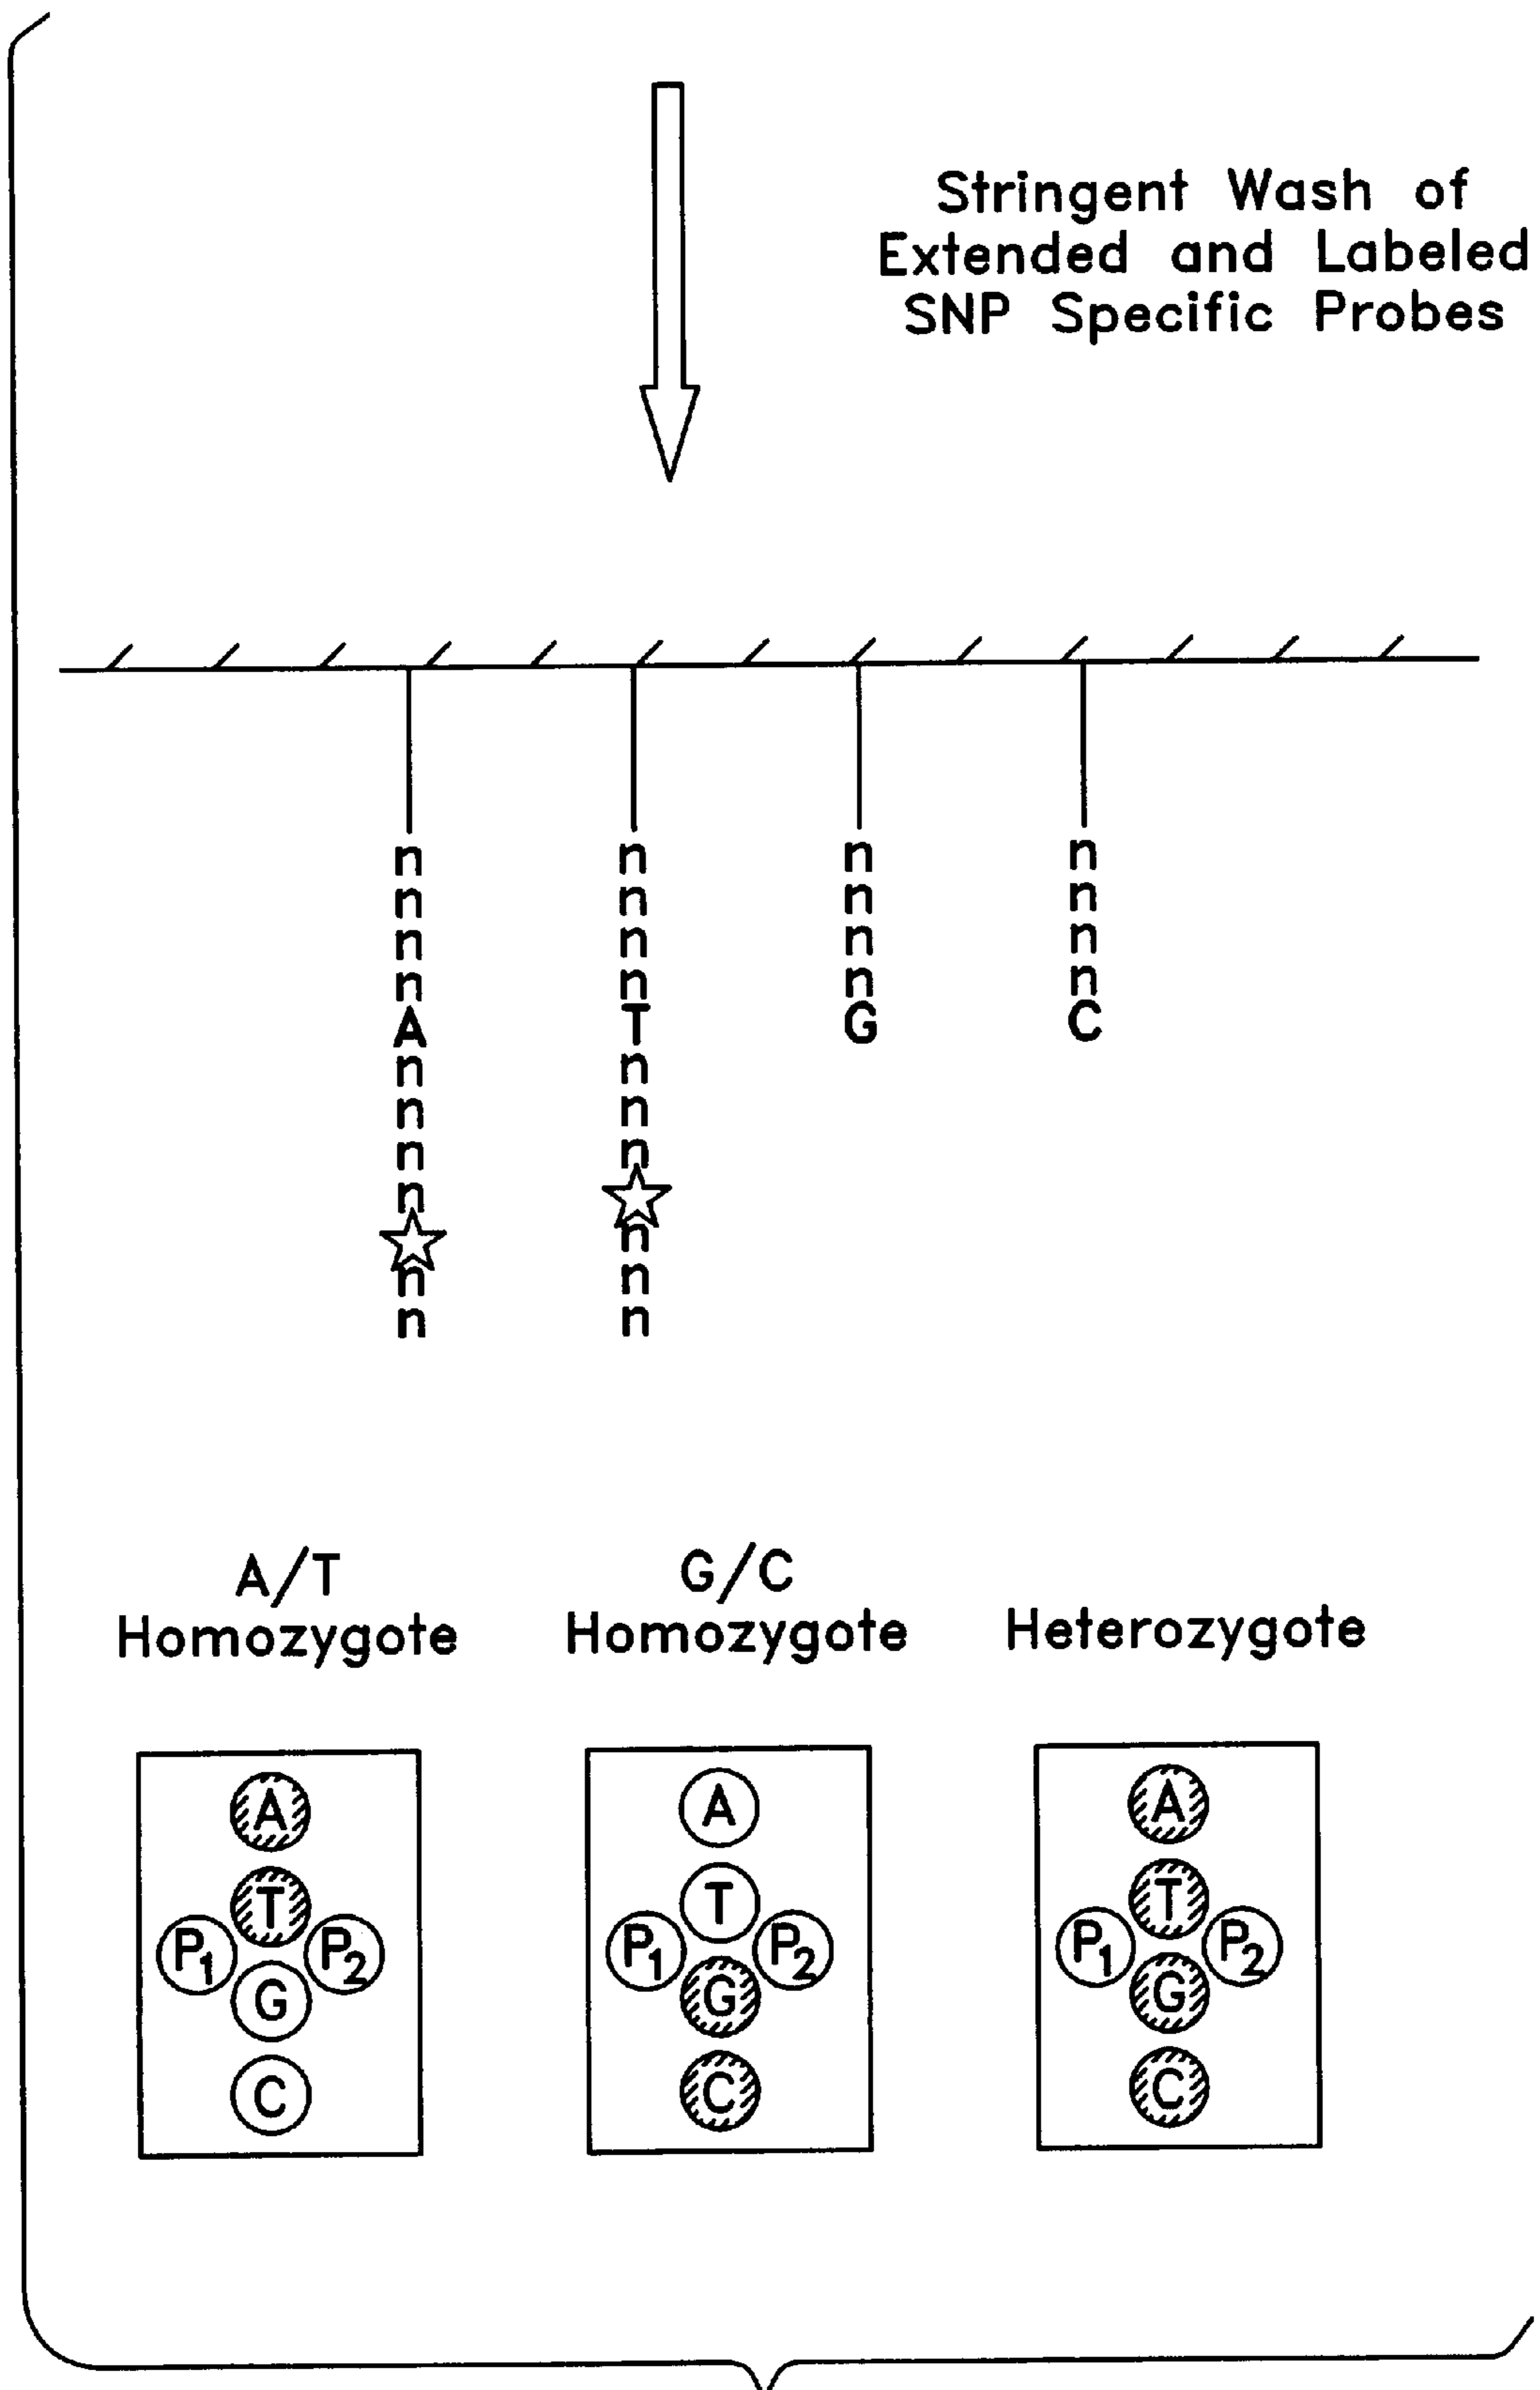 Stringent Wash of
Extended and Labeled
SNP Specific Probes
n n n n
n n n n
n n n n
n n n n
A T G C
n n
n n
n n
n
n
n n
n n
A/T G/C
Homozygote Homozygote Heterozygote
A A A
T T T
P1 P2 P1 P2 P1 P2
G G G
C C C